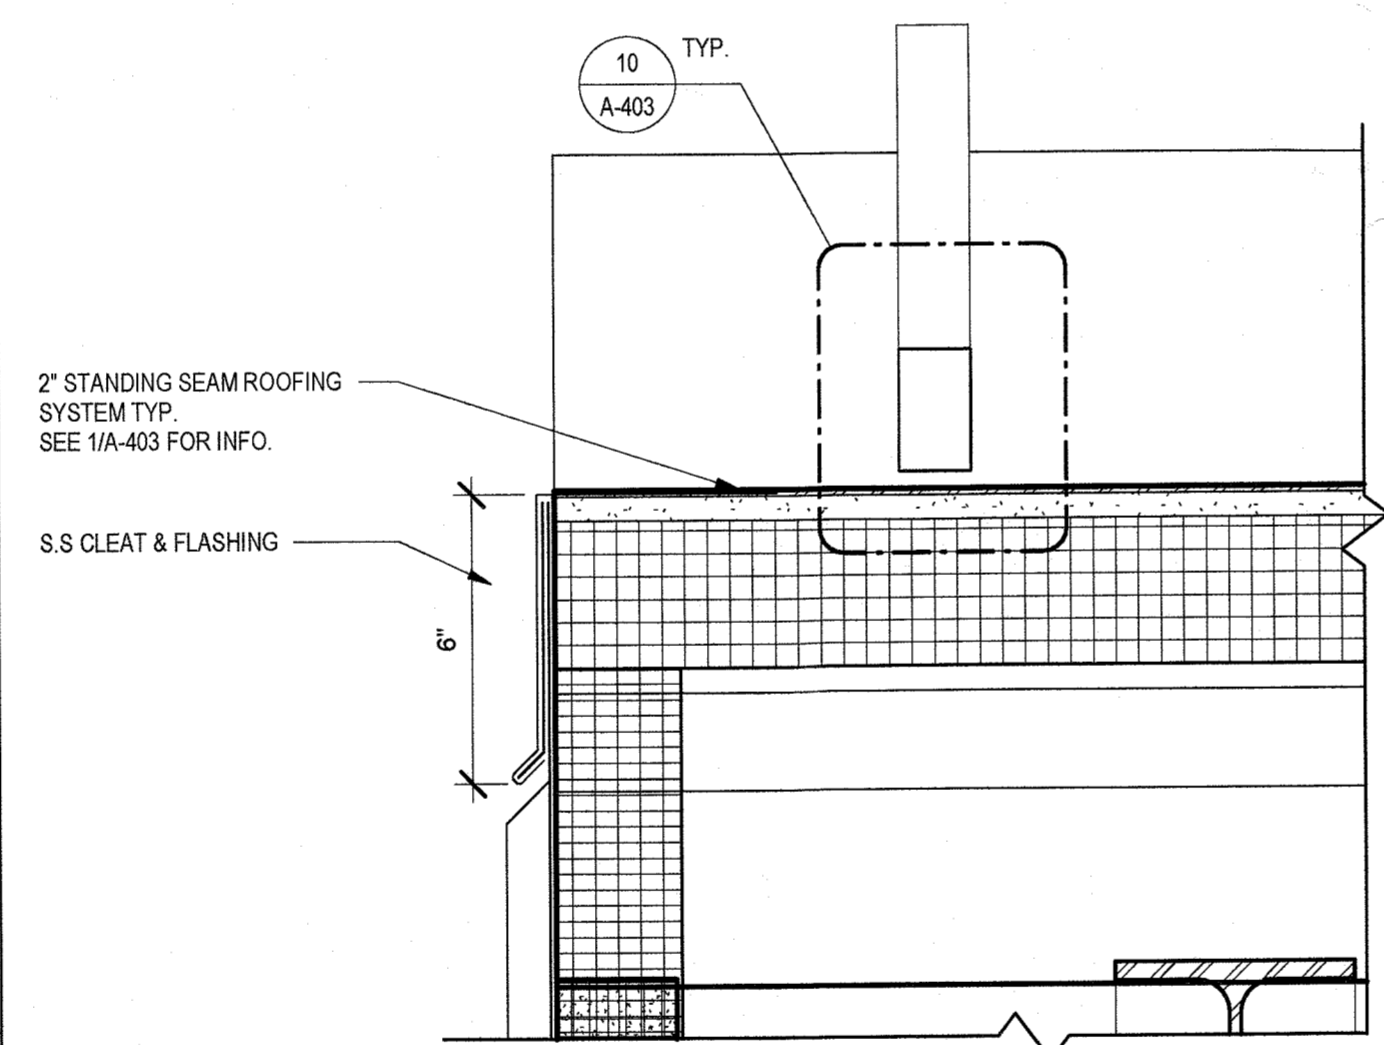 10
A-403
TYP.
2" STANDING SEAM ROOFING
SYSTEM TYP.
SEE 1/A-403 FOR INFO.
S.S CLEAT & FLASHING
6"